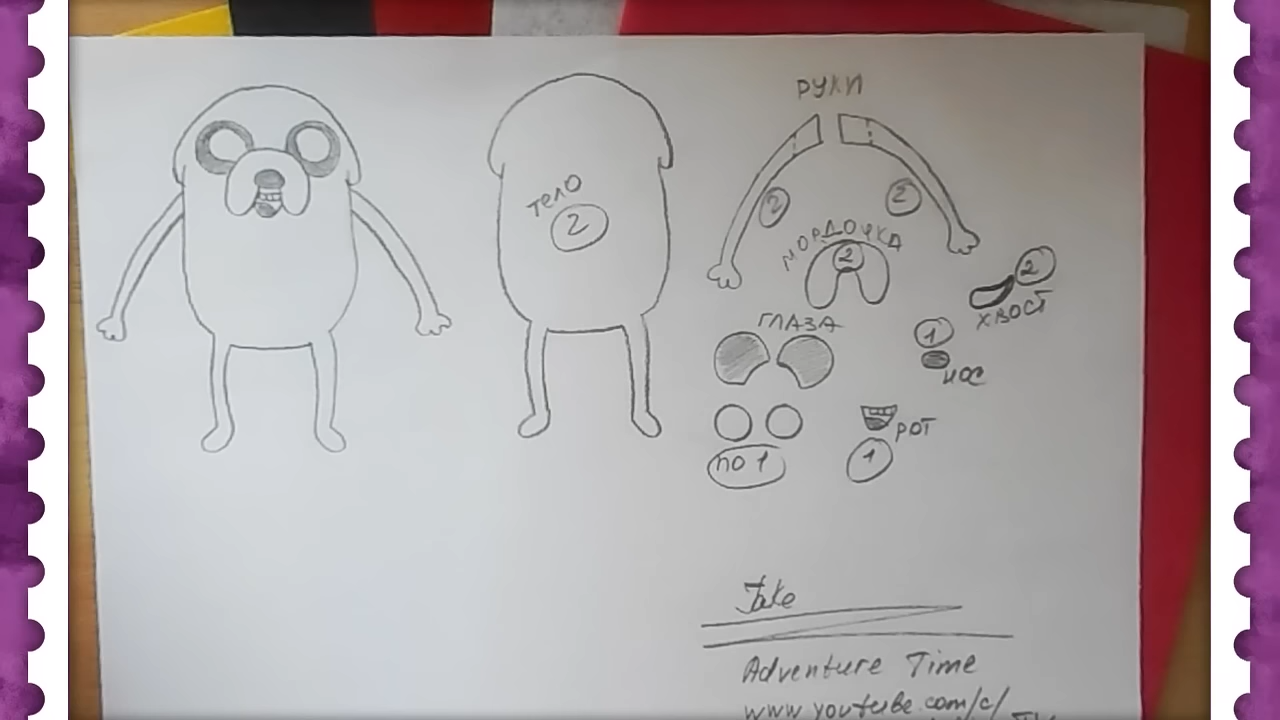 РУКИ
тело
2
2
2
МОРДОЧКА
2
2
ХВОСТ
ГЛАЗА
1
НОС
РОТ
по 1
1
Jake
Adventure Time
www.youtube.com/c/